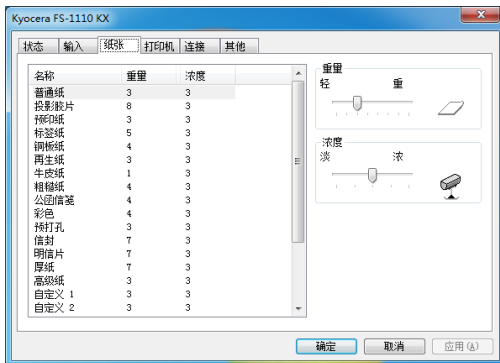 Kyocera FS-1110 KX
状态 输入 纸张 打印机 连接 其他
名称 重量 浓度
普通纸 3 3
投影胶片 8 3
预印纸 3 3
标签纸 5 3
铜板纸 4 3
再生纸 3 3
牛皮纸 1 3
粗糙纸 4 3
公函信笺 4 3
彩色 4 3
预打孔 3 3
信封 7 3
明信片 7 3
厚纸 7 3
高级纸 3 3
自定义 1 3 3
自定义 2 3 3
重量
轻 重
浓度
淡 浓
确定 取消 应用(A)